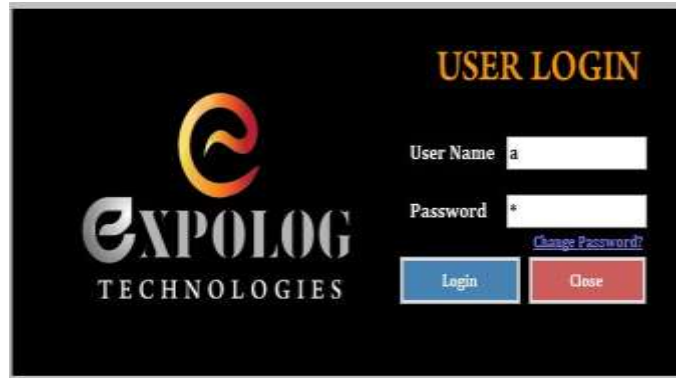 USER LOGIN
User Name a
Password *
Change Password?
Login Close
EXPOLOG
TECHNOLOGIES